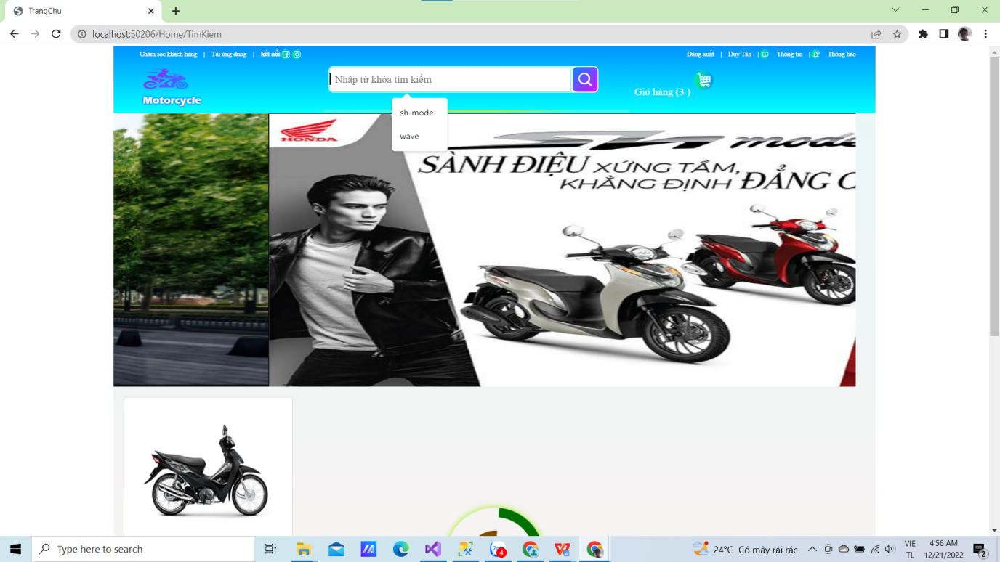 TrangChu
localhost:50206/Home/TimKiem
Chăm sóc khách hàng | Tải ứng dụng | kết nối
Đăng xuất | Duy Tân | Thông tin | Thông báo
Motorcycle
Nhập từ khóa tìm kiếm
Giỏ hàng (3 )
sh-mode
wave
HONDA
SH mode
SÀNH ĐIỆU XỨNG TẦM,
KHẲNG ĐỊNH ĐẲNG C
Type here to search
4
24°C Có mây rải rác
VIE
TL
4:56 AM
12/21/2022
2